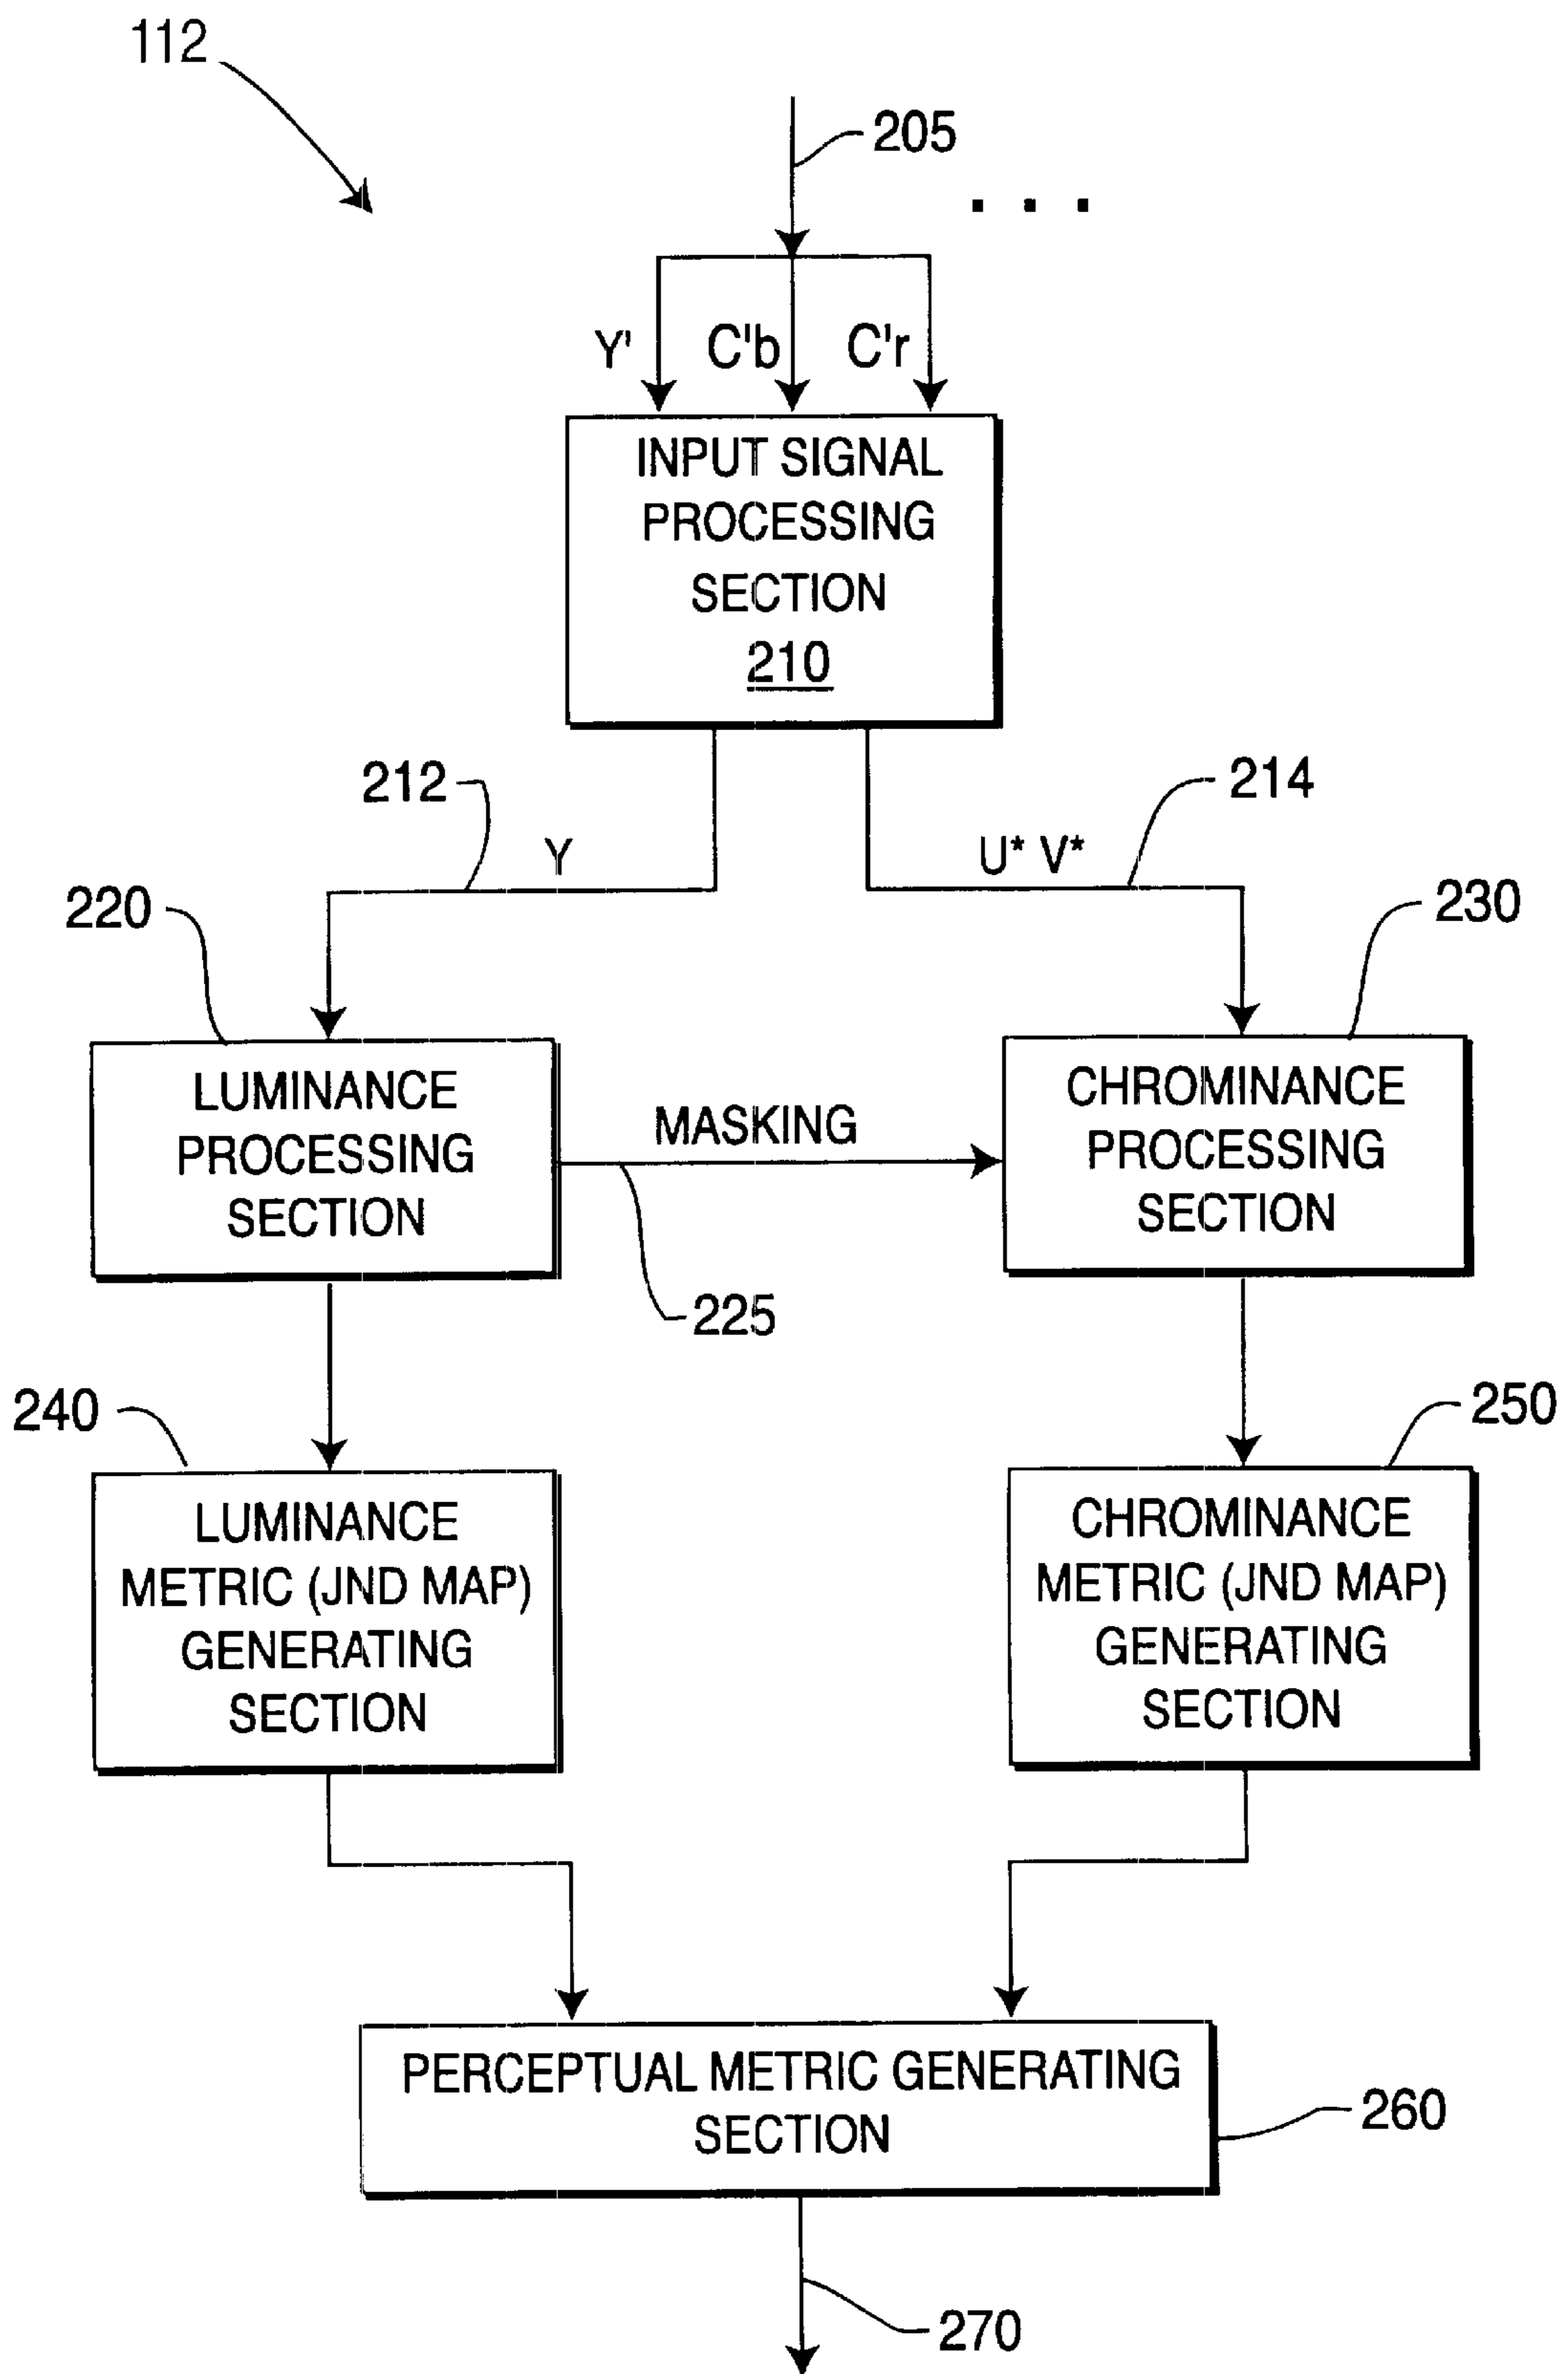 112
205
. . .
Y' C'b C'r
INPUT SIGNAL
PROCESSING
SECTION
210
212
214
Y
U* V*
220
230
LUMINANCE
PROCESSING
SECTION
MASKING
CHROMINANCE
PROCESSING
SECTION
225
240
250
LUMINANCE
METRIC (JND MAP)
GENERATING
SECTION
CHROMINANCE
METRIC (JND MAP)
GENERATING
SECTION
PERCEPTUAL METRIC GENERATING
SECTION
260
270